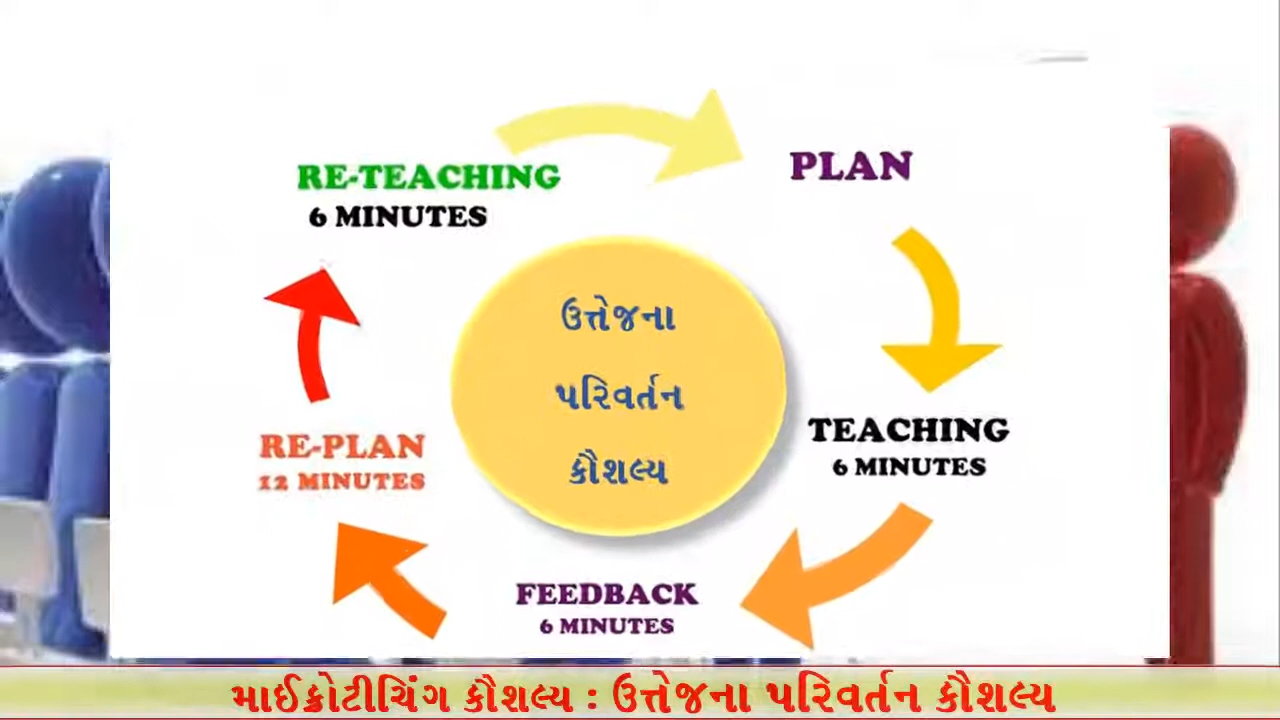 RE-TEACHING
6 MINUTES
PLAN
ઉત્તેજના
પરિવર્તન
કૌશલ્ય
TEACHING
6 MINUTES
RE-PLAN
12 MINUTES
FEEDBACK
6 MINUTES
માઈક્રોટીચિંગ કૌશલ્ય : ઉત્તેજના પરિવર્તન કૌશલ્ય